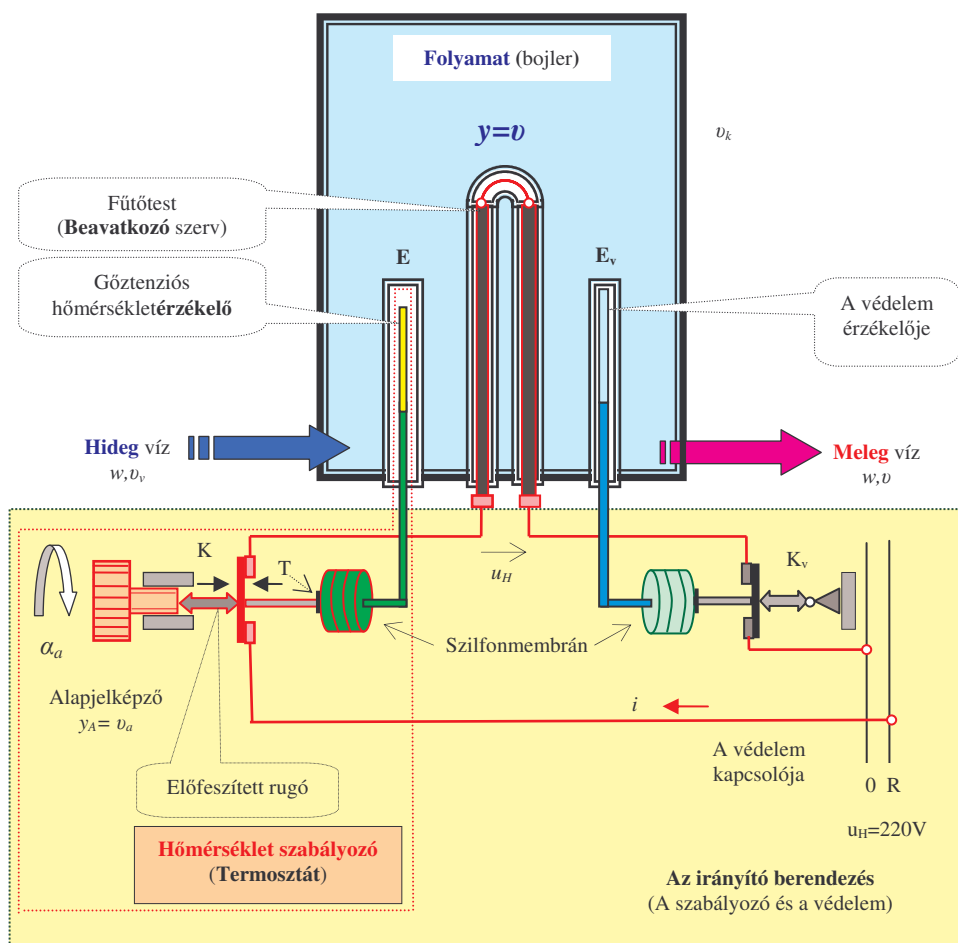 Folyamat (bojler)
y=υ
υk
Fűtőtest
(Beavatkozó szerv)
E
Ev
Gőztenziós
hőmérsékletérzékelő
A védelem
érzékelője
Hideg víz
w,υv
Meleg víz
w,υ
K
T
uH
Kv
αa
Szilfonmembrán
Alapjelképző
yA= υa
i
A védelem
kapcsolója
Előfeszített rugó
0 R
uH=220V
Hőmérséklet szabályozó
(Termosztát)
Az irányító berendezés
(A szabályozó és a védelem)